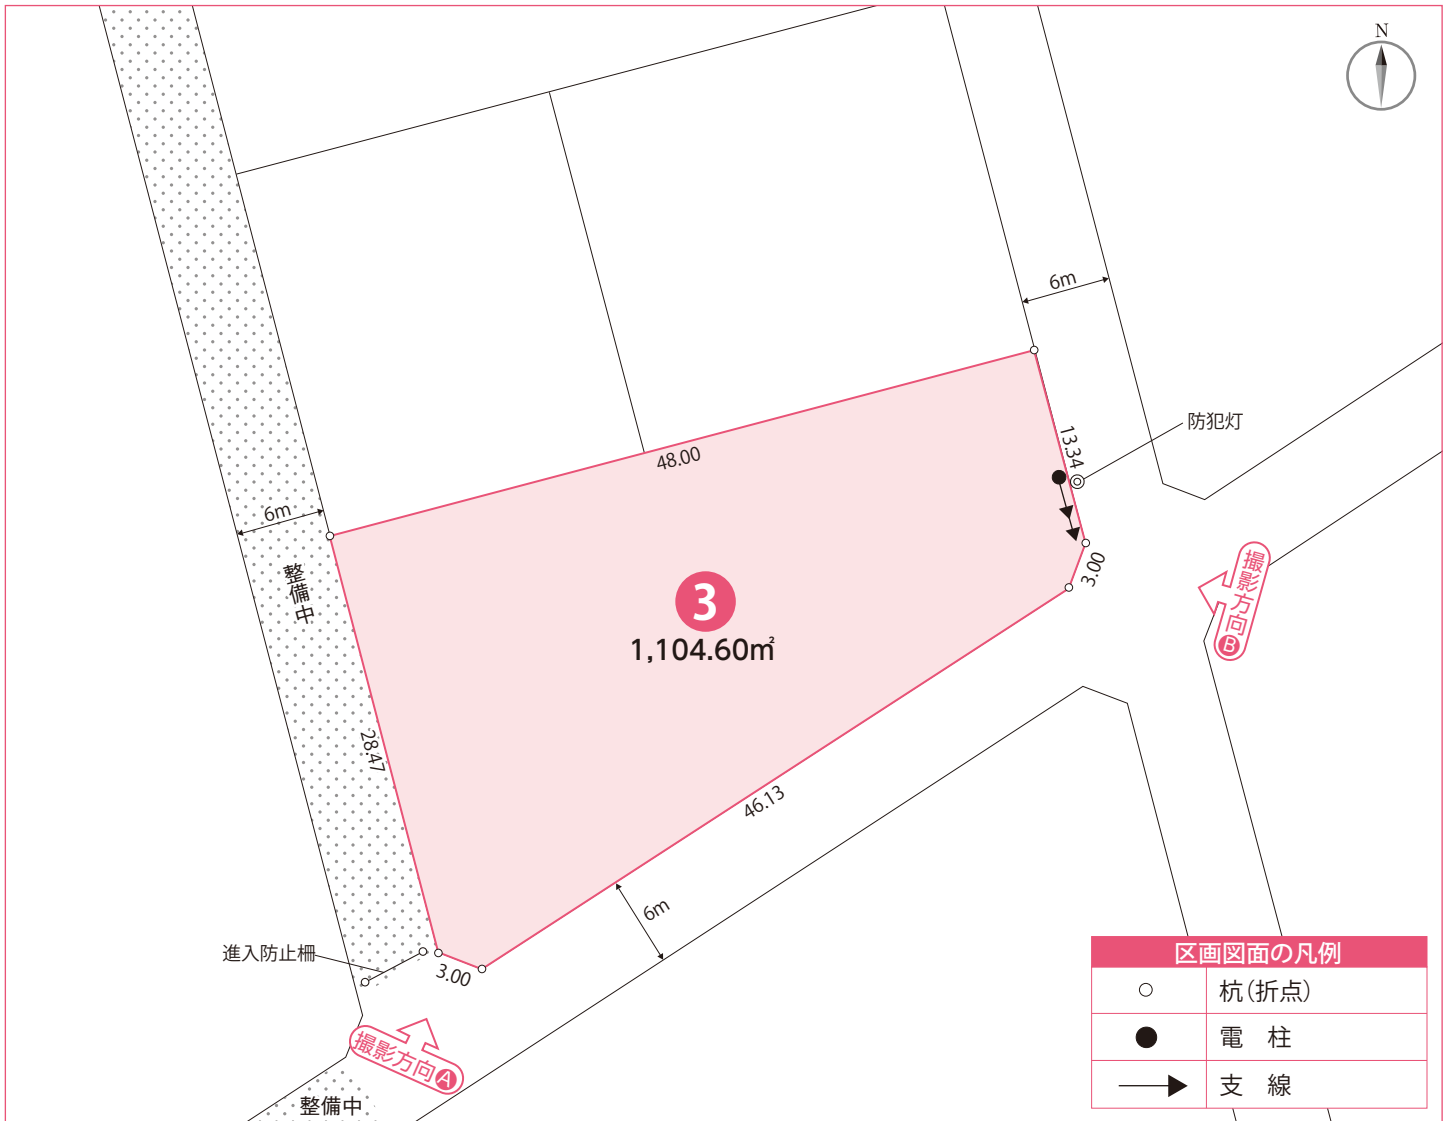 N
6m
防犯灯
13.34
48.00
6m
整備中
3.00
撮影方向B
3
1,104.60㎡
28.47
46.13
6m
進入防止柵
3.00
撮影方向A
整備中
区画図面の凡例
杭(折点)
電 柱
支 線